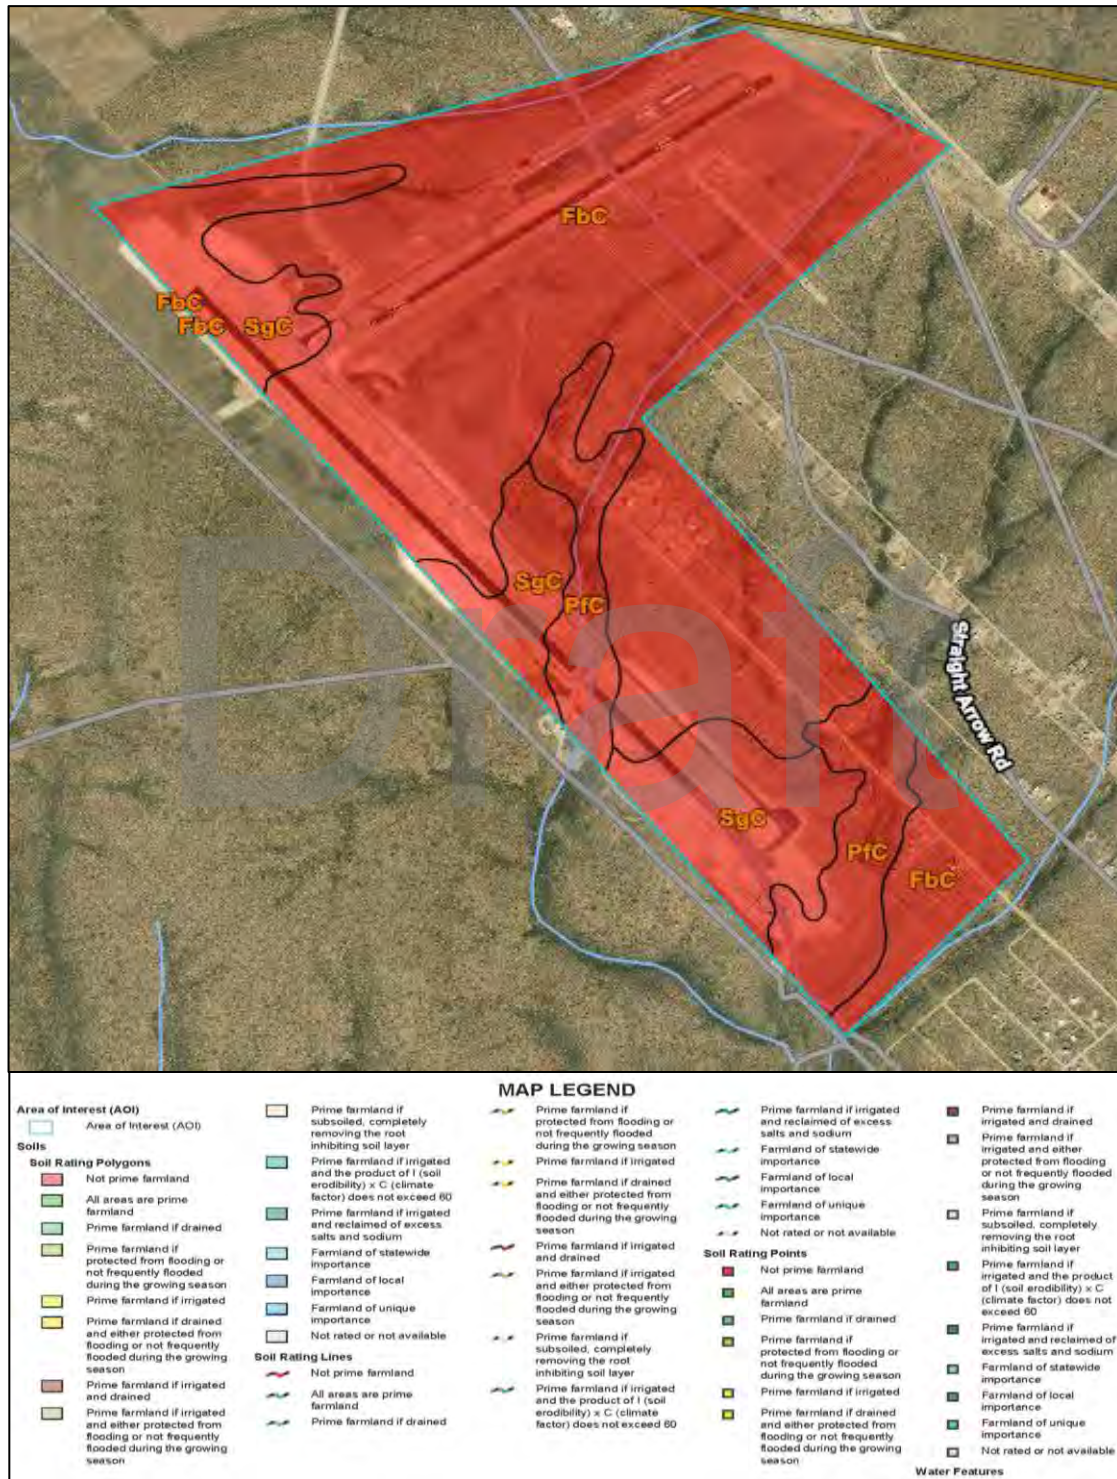 FbC
FbC
FbC SgC
SgC
PfC
Straight Arrow Rd
SgC
PfC
FbC
Draft
MAP LEGEND
Area of Interest (AOI)
Area of Interest (AOI)
Soils
Soil Rating Polygons
Not prime farmland
All areas are prime
farmland
Prime farmland if drained
Prime farmland if
protected from flooding or
not frequently flooded
during the growing season
Prime farmland if irrigated
Prime farmland if drained
and either protected from
flooding or not frequently
flooded during the growing
season
Prime farmland if irrigated
and drained
Prime farmland if irrigated
and either protected from
flooding or not frequently
flooded during the growing
season
Prime farmland if
subsoiled, completely
removing the root
inhibiting soil layer
Prime farmland if irrigated
and the product of I (soil
erodibility) x C (climate
factor) does not exceed 60
Prime farmland if irrigated
and reclaimed of excess
salts and sodium
Farmland of statewide
importance
Farmland of local
importance
Farmland of unique
importance
Not rated or not available
Soil Rating Lines
Not prime farmland
All areas are prime
farmland
Prime farmland if drained
Prime farmland if
protected from flooding or
not frequently flooded
during the growing season
Prime farmland if irrigated
Prime farmland if drained
and either protected from
flooding or not frequently
flooded during the growing
season
Prime farmland if irrigated
and drained
Prime farmland if irrigated
and either protected from
flooding or not frequently
flooded during the growing
season
Prime farmland if
subsoiled, completely
removing the root
inhibiting soil layer
Prime farmland if irrigated
and the product of I (soil
erodibility) x C (climate
factor) does not exceed 60
Prime farmland if irrigated
and reclaimed of excess
salts and sodium
Farmland of statewide
importance
Farmland of local
importance
Farmland of unique
importance
Not rated or not available
Soil Rating Points
Not prime farmland
All areas are prime
farmland
Prime farmland if drained
Prime farmland if
protected from flooding or
not frequently flooded
during the growing season
Prime farmland if irrigated
Prime farmland if drained
and either protected from
flooding or not frequently
flooded during the growing
season
Prime farmland if
irrigated and drained
Prime farmland if
irrigated and either
protected from flooding
or not frequently flooded
during the growing
season
Prime farmland if
subsoiled, completely
removing the root
inhibiting soil layer
Prime farmland if
irrigated and the product
of I (soil erodibility) x C
(climate factor) does not
exceed 60
Prime farmland if
irrigated and reclaimed of
excess salts and sodium
Farmland of statewide
importance
Farmland of local
importance
Farmland of unique
importance
Not rated or not available
Water Features